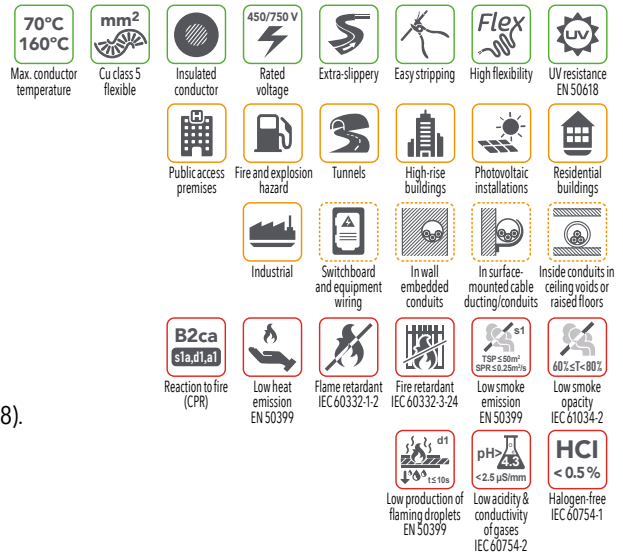 70°C
160°C
Max. conductor
temperature
mm²
Cu class 5
flexible
Insulated
conductor
450/750 V
Rated
voltage
Extra-slippery
Easy stripping
Flex
High flexibility
UV
UV resistance
EN 50618
H
Public access
premises
Fire and explosion
hazard
Tunnels
High-rise
buildings
Photovoltaic
installations
Residential
buildings
Industrial
Switchboard
and equipment
wiring
In wall
embedded
conduits
In surface-
mounted cable
ducting/conduits
Inside conduits in
ceiling voids or
raised floors
B2ca
s1a,d1,a1
Reaction to fire
(CPR)
Low heat
emission
EN 50399
Flame retardant
IEC 60332-1-2
Fire retardant
IEC 60332-3-24
s1
TSP≤50m²
SPR≤0.25m²/s
Low smoke
emission
EN 50399
60%≤T<80%
Low smoke
opacity
IEC 61034-2
8).
d1
t≤10s
Low production of
flaming droplets
EN 50399
pH>
4.3
<2.5 µS/mm
Low acidity &
conductivity
of gases
IEC 60754-2
HCl
< 0.5 %
Halogen-free
IEC 60754-1